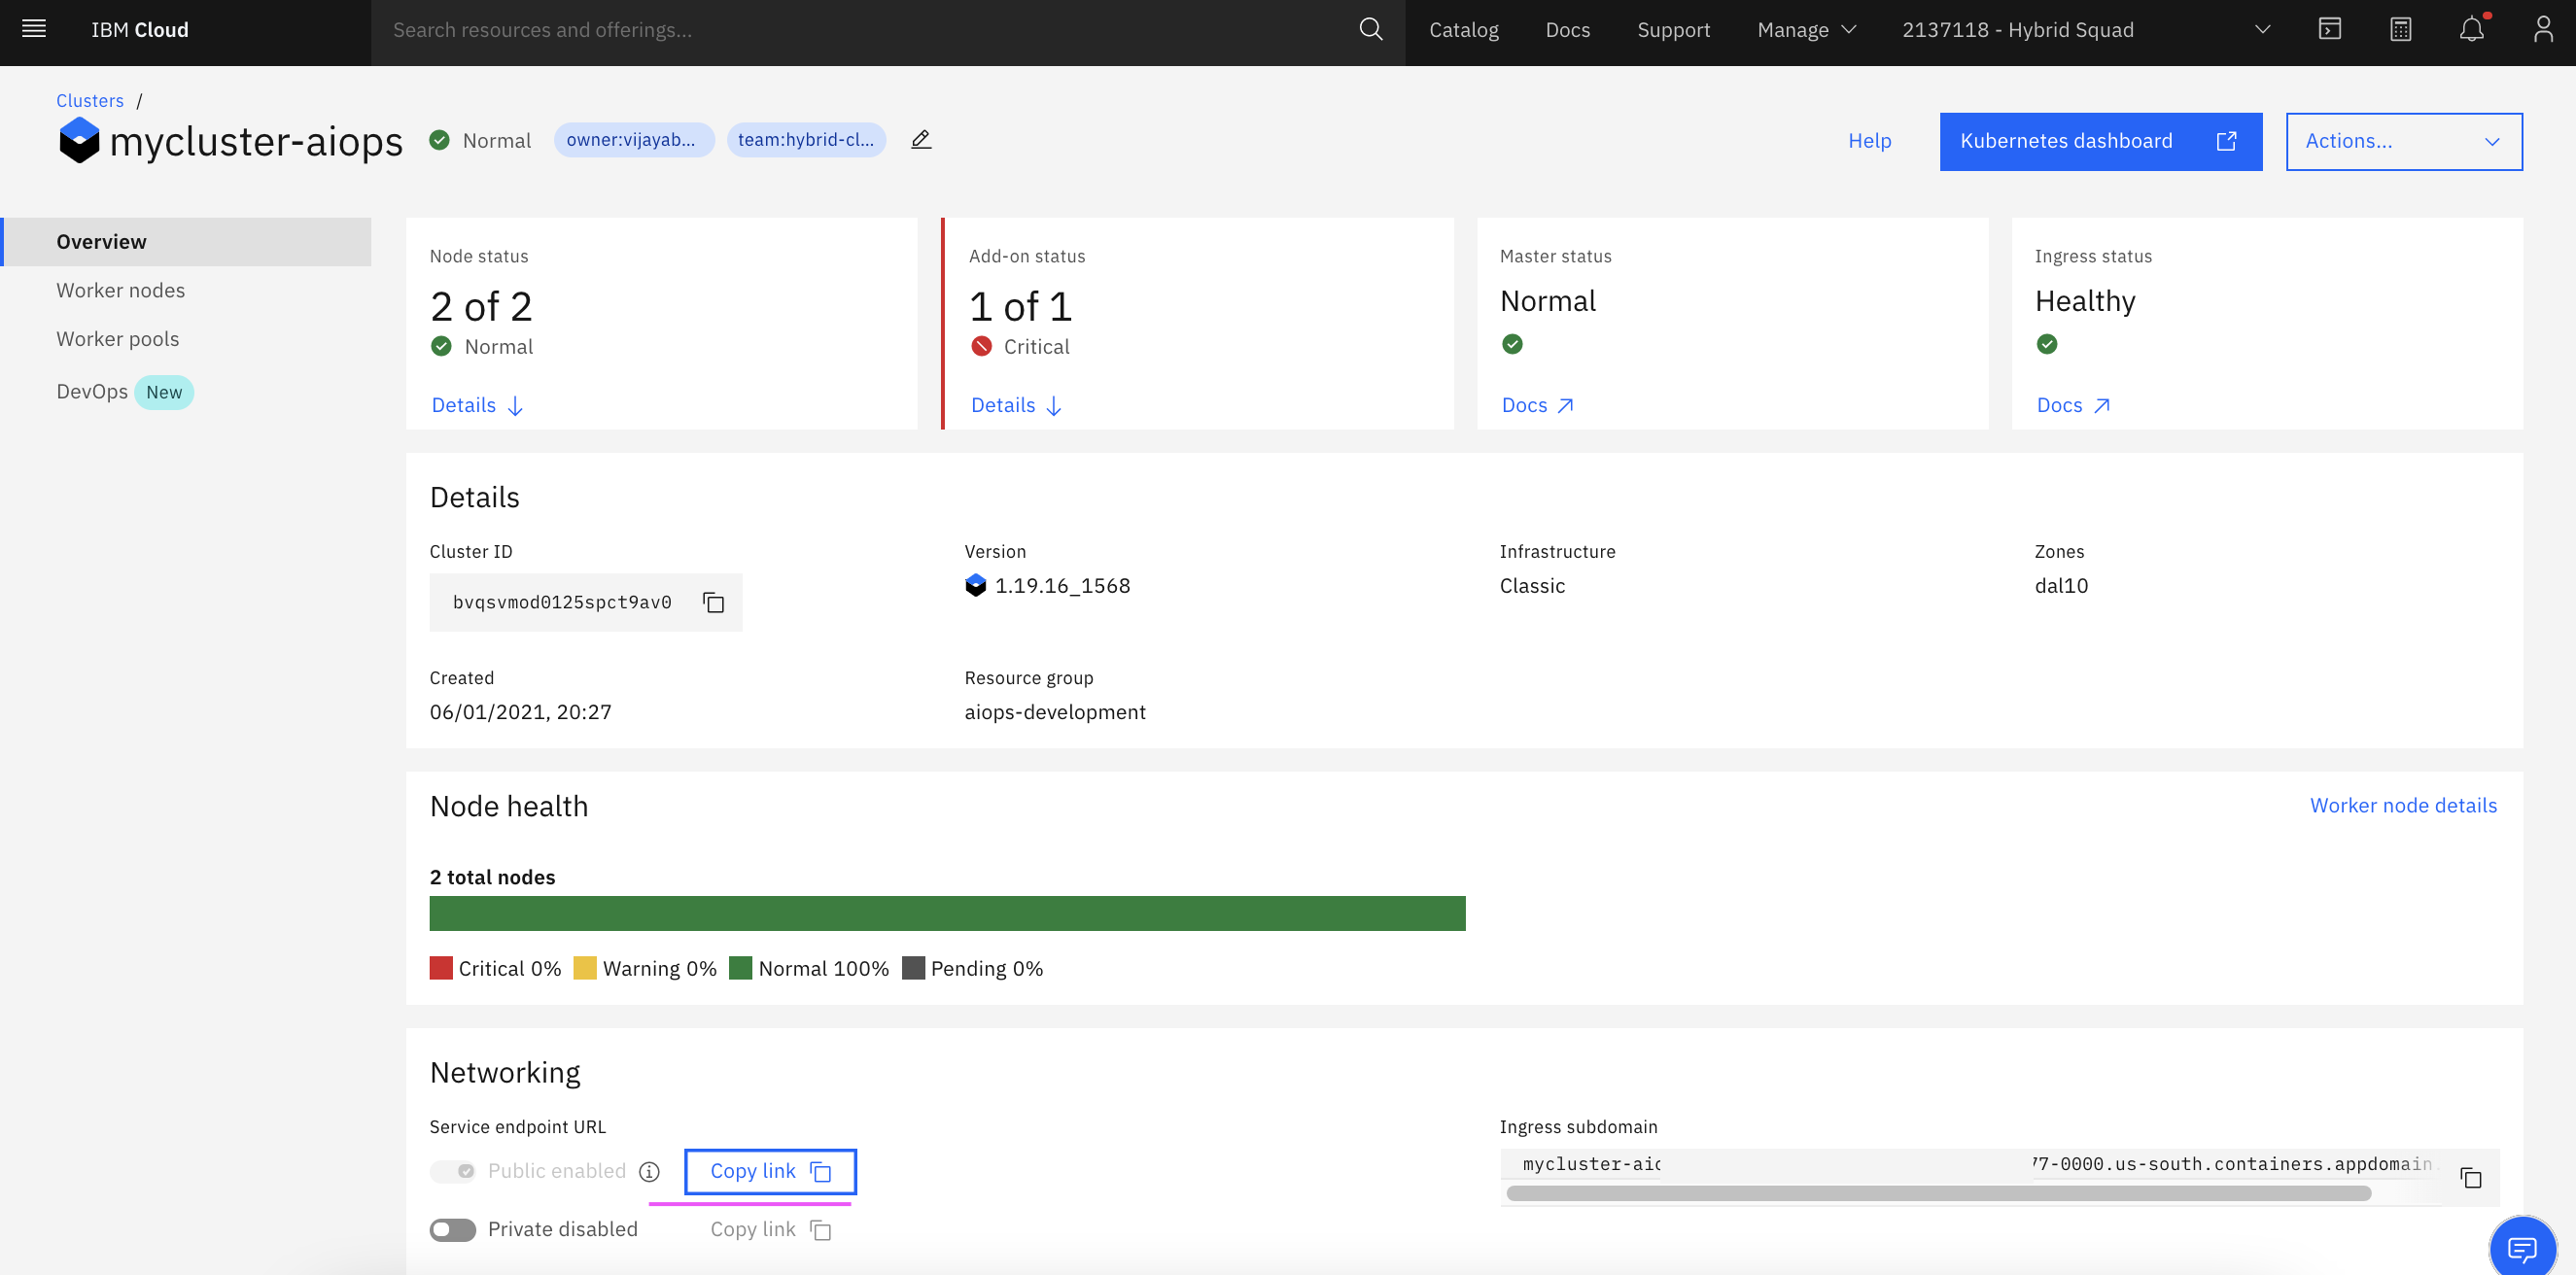 IBM Cloud
Search resources and offerings...
Catalog
Docs
Support
Manage
2137118 - Hybrid Squad
Clusters /
mycluster-aiops
Normal
owner:vijayab...
team:hybrid-cl...
Help
Kubernetes dashboard
Actions...
Overview
Worker nodes
Worker pools
DevOps New
Node status
2 of 2
Normal
Details
Add-on status
1 of 1
Critical
Details
Master status
Normal
Docs
Ingress status
Healthy
Docs
Details
Cluster ID
bvqsvmod0125spct9av0
Version
1.19.16_1568
Infrastructure
Classic
Zones
dal10
Created
06/01/2021, 20:27
Resource group
aiops-development
Node health
Worker node details
2 total nodes
Critical 0% Warning 0% Normal 100% Pending 0%
Networking
Service endpoint URL
Public enabled
Copy link
Private disabled
Copy link
Ingress subdomain
mycluster-aio 77-0000.us-south.containers.appdomain.